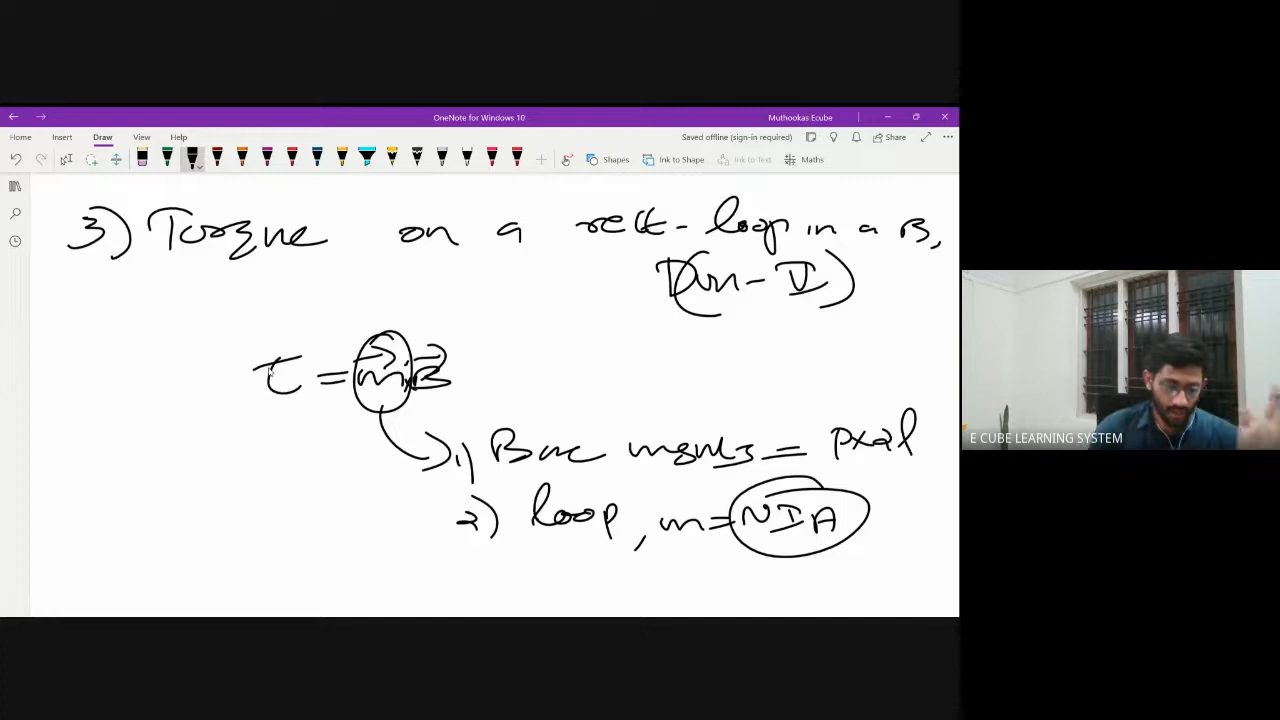 OneNote for Windows 10
Muthookas Ecube
Home Insert Draw View Help
Saved offline (sign-in required)
Share
Shapes
Ink to Shape
Ink to Text
Maths
3) Torque on a rect- loop in a B,
τ = m⃗ × B⃗
1) Bar = p × 2l
2) loop, m = NIA
E CUBE LEARNING SYSTEM